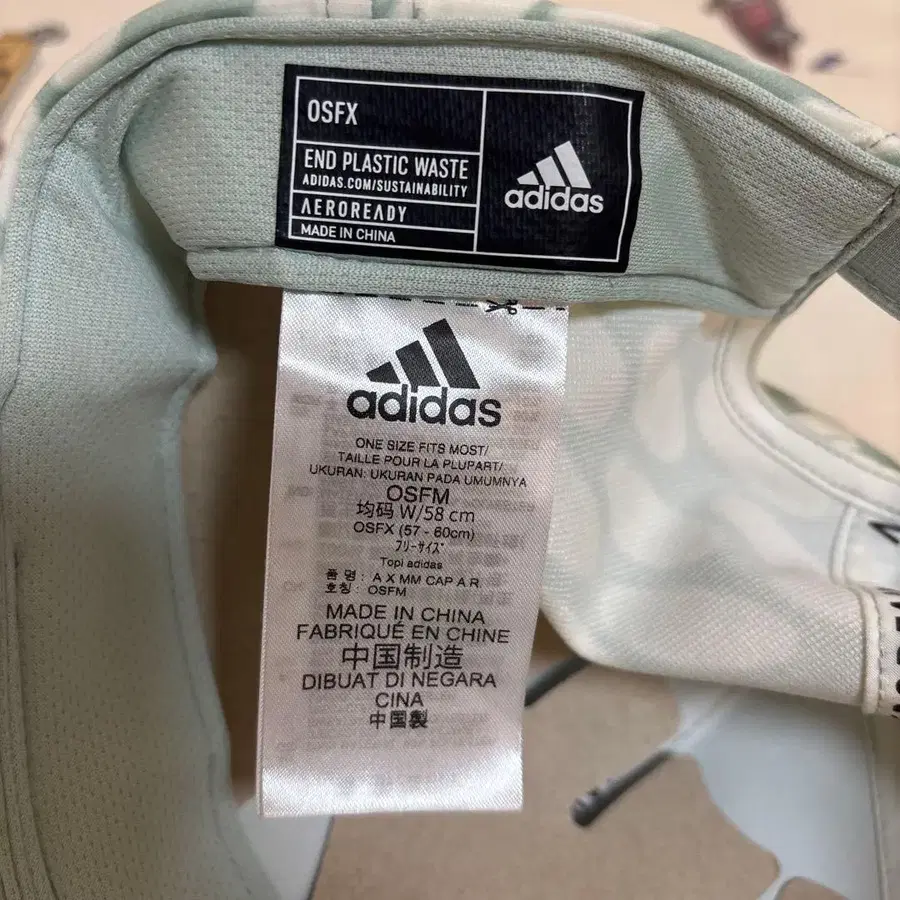 OSFX
END PLASTIC WASTE
ADIDAS.COM/SUSTAINABILITY
AEROREADY
MADE IN CHINA
adidas
adidas
ONE SIZE FITS MOST/
TAILLE POUR LA PLUPART/
UKURAN: UKURAN PADA UMUMNYA
OSFM
均码 W/58 cm
OSFX (57 - 60cm)
フリーサイズ
Topi adidas
품 명 : A X MM CAP A R
호칭 : OSFM
MADE IN CHINA
FABRIQUÉ EN CHINE
中国制造
DIBUAT DI NEGARA
CINA
中国製